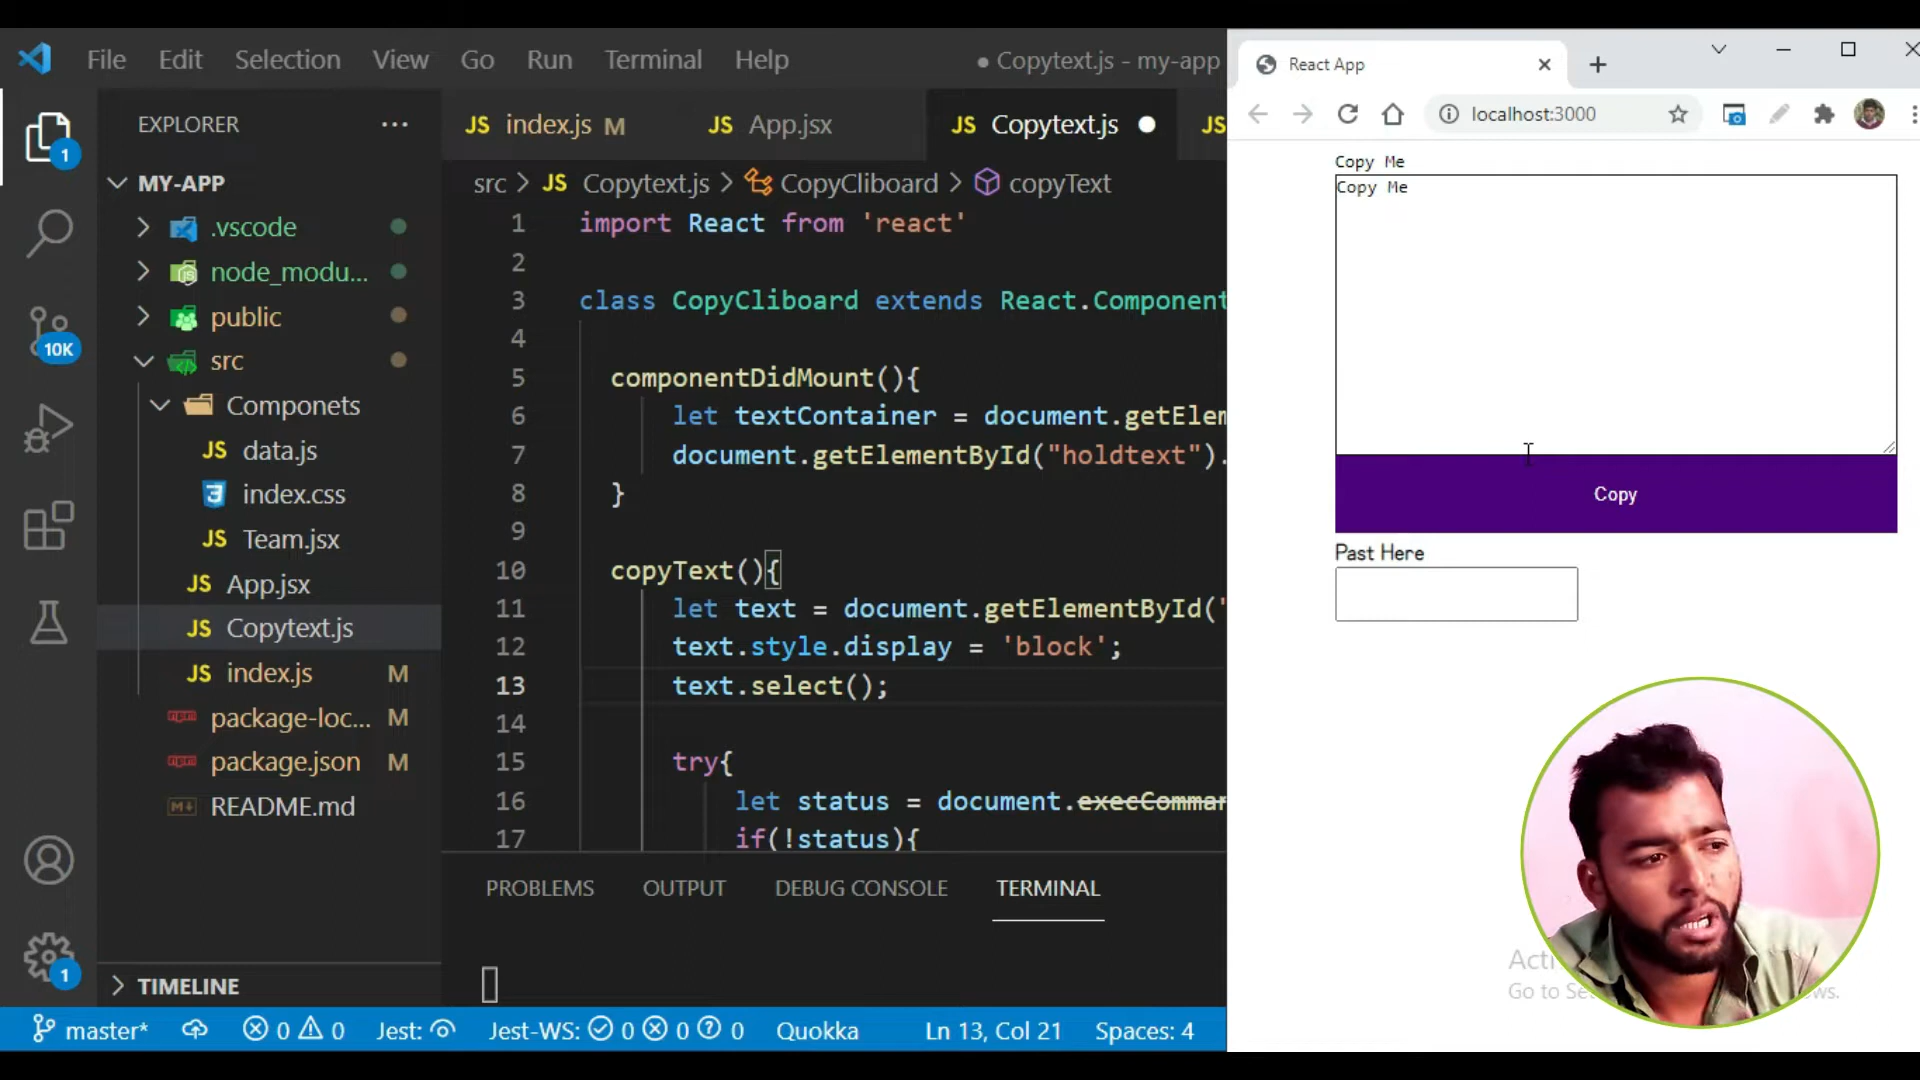 File Edit Selection View Go Run Terminal Help ● Copytext.js - my-app
EXPLORER ...
MY-APP
.vscode
node_modu...
public
src
Componets
JS data.js
index.css
JS Team.jsx
JS App.jsx
JS Copytext.js
JS index.js M
package-loc... M
package.json M
README.md
TIMELINE
1
10K
1
JS index.js M JS App.jsx JS Copytext.js ● JS
src > JS Copytext.js > CopyCliboard > copyText
1 import React from 'react'
2
3 class CopyCliboard extends React.Component
4
5 componentDidMount(){
6 let textContainer = document.getElem
7 document.getElementById("holdtext").
8 }
9
10 copyText(){
11 let text = document.getElementById("
12 text.style.display = 'block';
13 text.select();
14
15 try{
16 let status = document.execComman
17 if(!status){
PROBLEMS OUTPUT DEBUG CONSOLE TERMINAL
master* 0 0 Jest: Jest-WS: 0 0 0 Quokka Ln 13, Col 21 Spaces: 4
React App
localhost:3000
Copy Me
Copy Me
Copy
Past Here
Go to